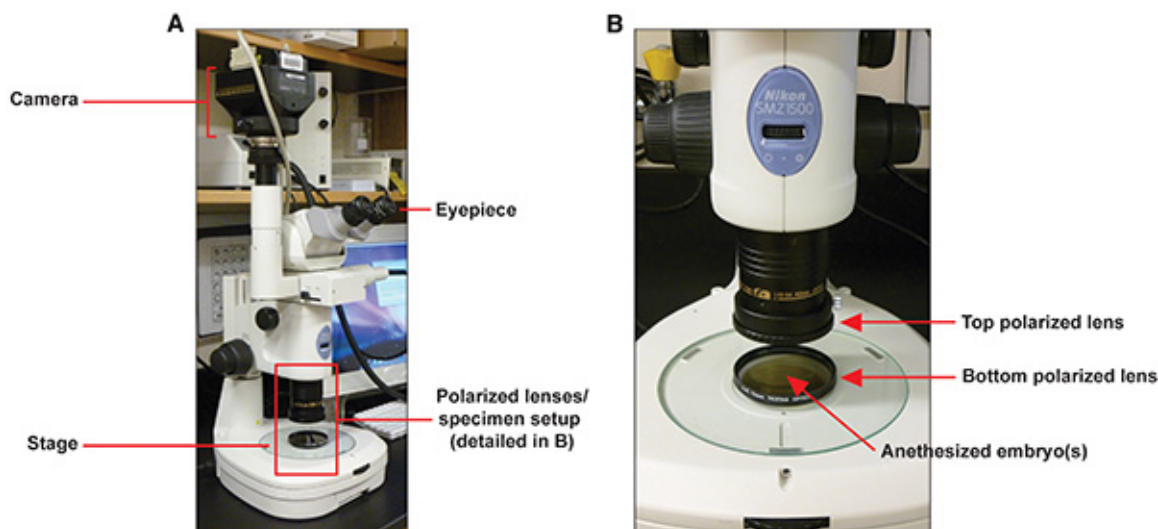 A
Camera
Eyepiece
Polarized lenses/
specimen setup
(detailed in B)
Stage
B
Nikon
SMZ1500
Top polarized lens
Bottom polarized lens
Anethesized embryo(s)